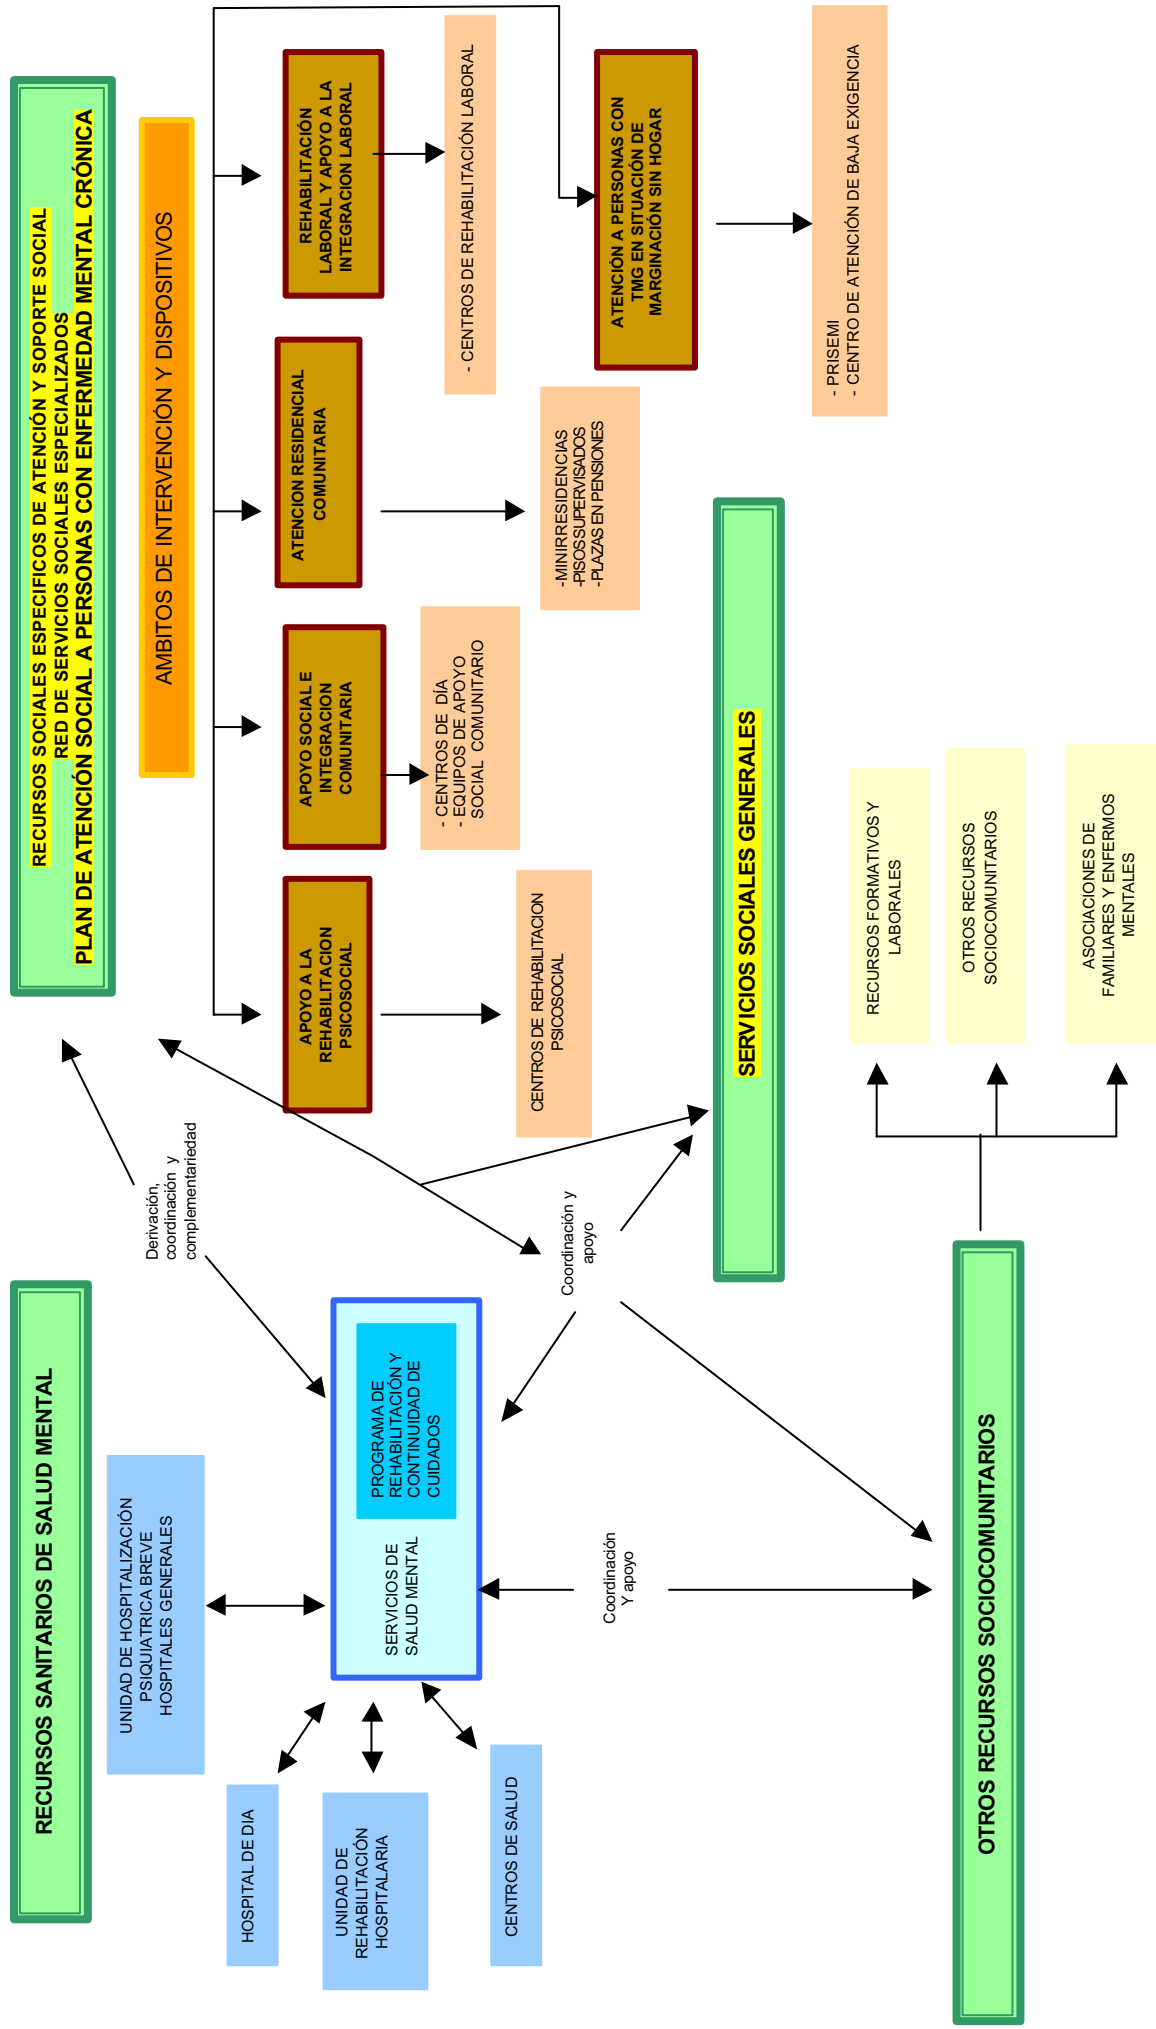 RECURSOS SANITARIOS DE SALUD MENTAL
UNIDAD DE HOSPITALIZACIÓN
PSIQUIATRICA BREVE
HOSPITALES GENERALES
HOSPITAL DE DIA
UNIDAD DE
REHABILITACIÓN
HOSPITALARIA
CENTROS DE SALUD
SERVICIOS DE
SALUD MENTAL
PROGRAMA DE
REHABILITACIÓN Y
CONTINUIDAD DE
CUIDADOS
Derivación,
coordinación y
complementariedad
Coordinación y
apoyo
Coordinación
Y apoyo
RECURSOS SOCIALES ESPECIFICOS DE ATENCIÓN Y SOPORTE SOCIAL
RED DE SERVICIOS SOCIALES ESPECIALIZADOS
PLAN DE ATENCIÓN SOCIAL A PERSONAS CON ENFERMEDAD MENTAL CRÓNICA
AMBITOS DE INTERVENCIÓN Y DISPOSITIVOS
APOYO A LA
REHABILITACION
PSICOSOCIAL
CENTROS DE REHABILITACION
PSICOSOCIAL
APOYO SOCIAL E
INTEGRACION
COMUNITARIA
- CENTROS DE DÍA
- EQUIPOS DE APOYO
SOCIAL COMUNITARIO
ATENCION RESIDENCIAL
COMUNITARIA
-MINIRRESIDENCIAS
-PISOS SUPERVISADOS
-PLAZAS EN PENSIONES
REHABILITACIÓN
LABORAL Y APOYO A LA
INTEGRACION LABORAL
- CENTROS DE REHABILITACIÓN LABORAL
ATENCIÓN A PERSONAS CON
TMG EN SITUACIÓN DE
MARGINACIÓN SIN HOGAR
- PRISEMI
- CENTRO DE ATENCIÓN DE BAJA EXIGENCIA
SERVICIOS SOCIALES GENERALES
OTROS RECURSOS SOCIOCOMUNITARIOS
RECURSOS FORMATIVOS Y
LABORALES
OTROS RECURSOS
SOCIOCOMUNITARIOS
ASOCIACIONES DE
FAMILIARES Y ENFERMOS
MENTALES